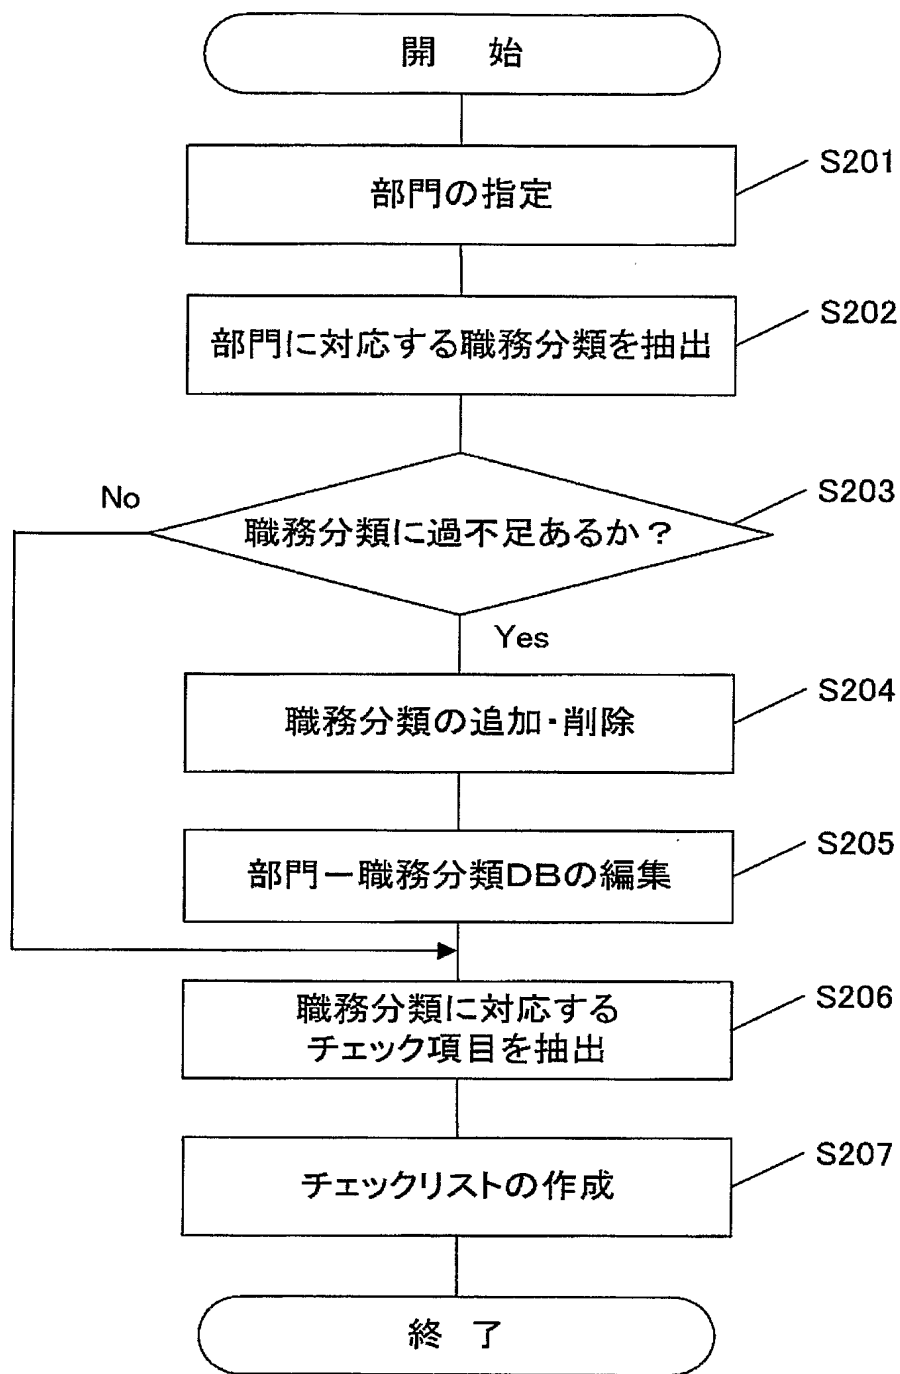 開 始
S201
部門の指定
S202
部門に対応する職務分類を抽出
S203
No
職務分類に過不足あるか？
Yes
S204
職務分類の追加・削除
S205
部門－職務分類DBの編集
S206
職務分類に対応する
チェック項目を抽出
S207
チェックリストの作成
終 了